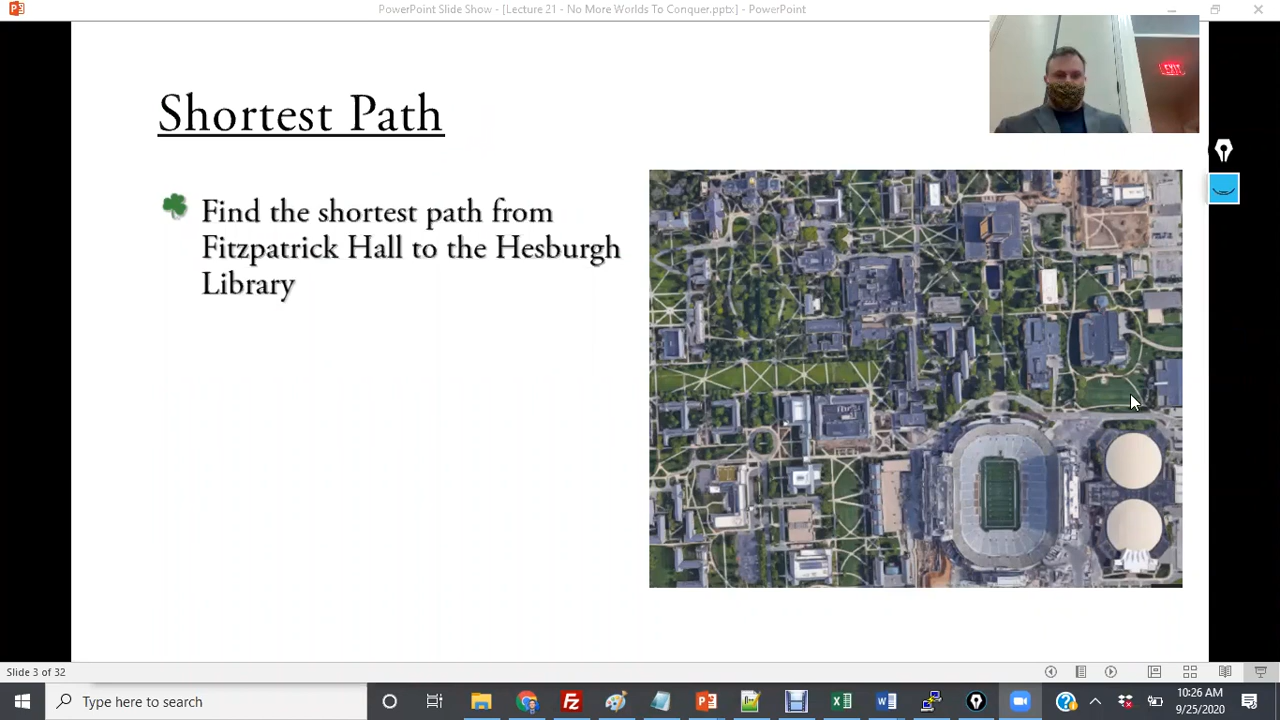 PowerPoint Slide Show - [Lecture 21 - No More Worlds To Conquer.pptx] - PowerPoint
EXIT
Shortest Path
Find the shortest path from
Fitzpatrick Hall to the Hesburgh
Library
Slide 3 of 32
Type here to search
10:26 AM
9/25/2020